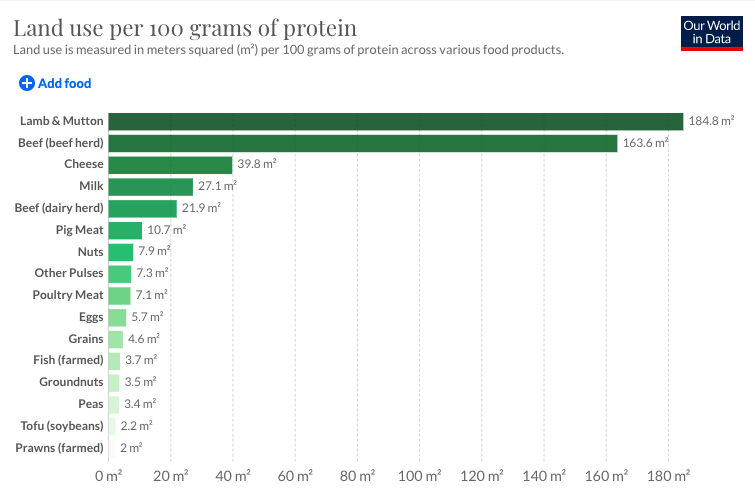 Land use per 100 grams of protein
Land use is measured in meters squared (m²) per 100 grams of protein across various food products.
Our World
in Data
Add food
Lamb & Mutton 184.8 m²
Beef (beef herd) 163.6 m²
Cheese 39.8 m²
Milk 27.1 m²
Beef (dairy herd) 21.9 m²
Pig Meat 10.7 m²
Nuts 7.9 m²
Other Pulses 7.3 m²
Poultry Meat 7.1 m²
Eggs 5.7 m²
Grains 4.6 m²
Fish (farmed) 3.7 m²
Groundnuts 3.5 m²
Peas 3.4 m²
Tofu (soybeans) 2.2 m²
Prawns (farmed) 2 m²
0 m² 20 m² 40 m² 60 m² 80 m² 100 m² 120 m² 140 m² 160 m² 180 m²